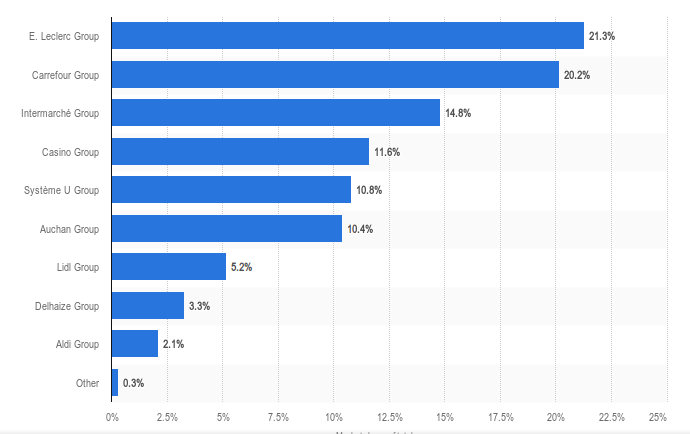 E. Leclerc Group 21.3%
Carrefour Group 20.2%
Intermarché Group 14.8%
Casino Group 11.6%
Système U Group 10.8%
Auchan Group 10.4%
Lidl Group 5.2%
Delhaize Group 3.3%
Aldi Group 2.1%
Other 0.3%
0% 2.5% 5% 7.5% 10% 12.5% 15% 17.5% 20% 22.5% 25%